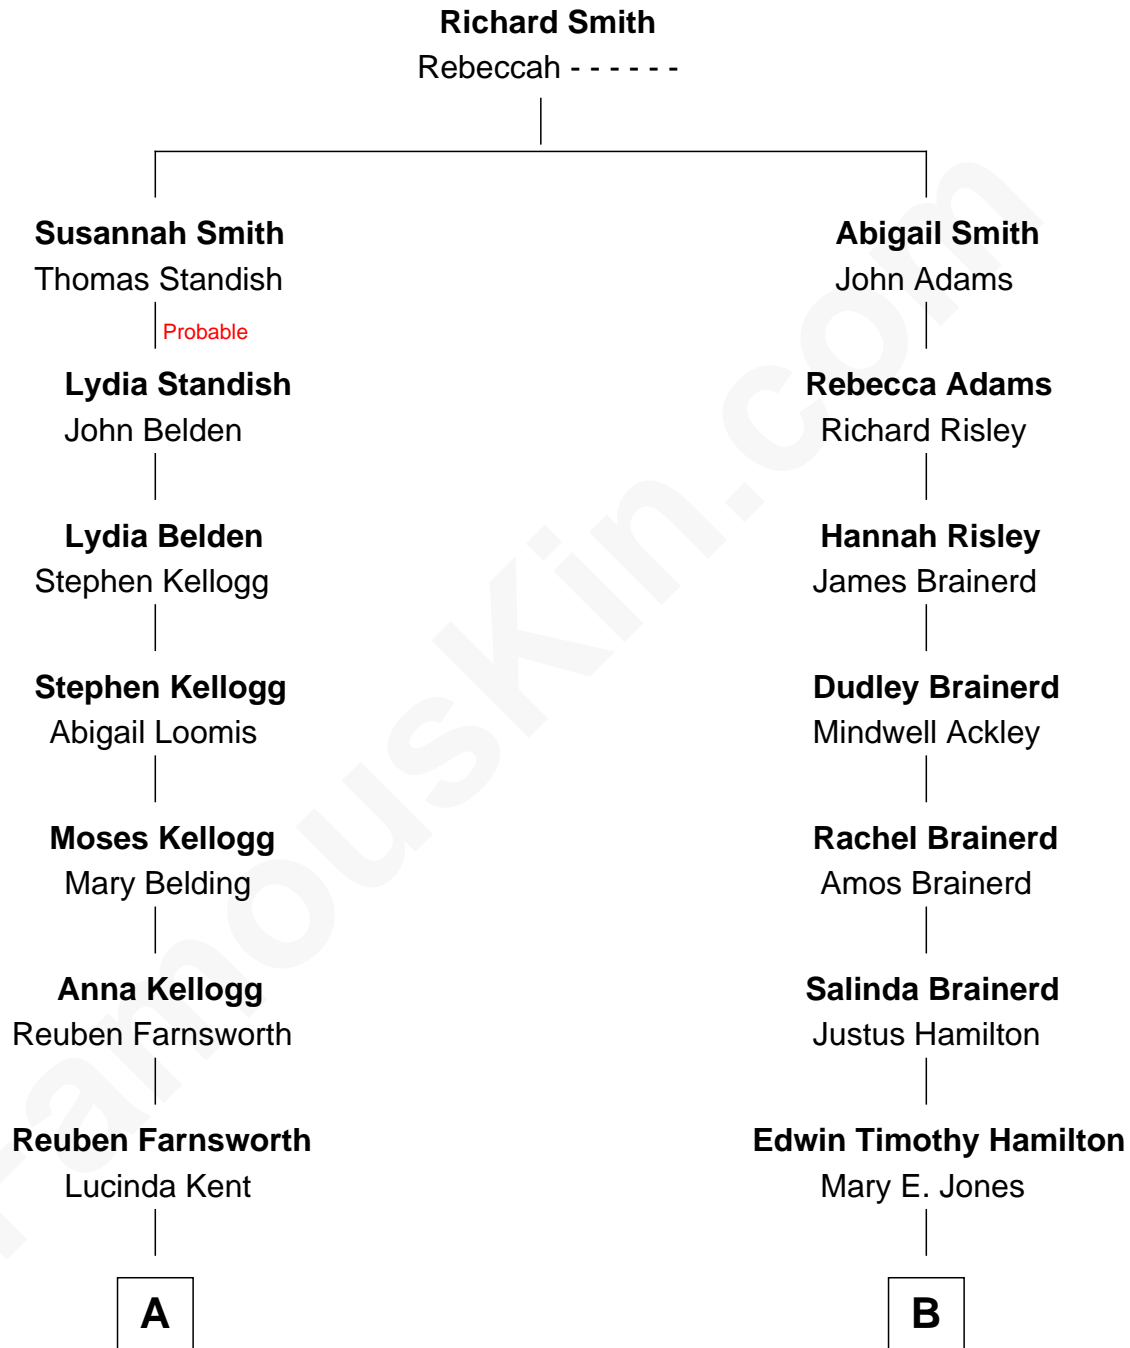 Richard Smith
Rebeccah - - - - - -
Susannah Smith
Thomas Standish
Probable
Lydia Standish
John Belden
Lydia Belden
Stephen Kellogg
Stephen Kellogg
Abigail Loomis
Moses Kellogg
Mary Belding
Anna Kellogg
Reuben Farnsworth
Reuben Farnsworth
Lucinda Kent
A
Abigail Smith
John Adams
Rebecca Adams
Richard Risley
Hannah Risley
James Brainerd
Dudley Brainerd
Mindwell Ackley
Rachel Brainerd
Amos Brainerd
Salinda Brainerd
Justus Hamilton
Edwin Timothy Hamilton
Mary E. Jones
B
FamousKin.com